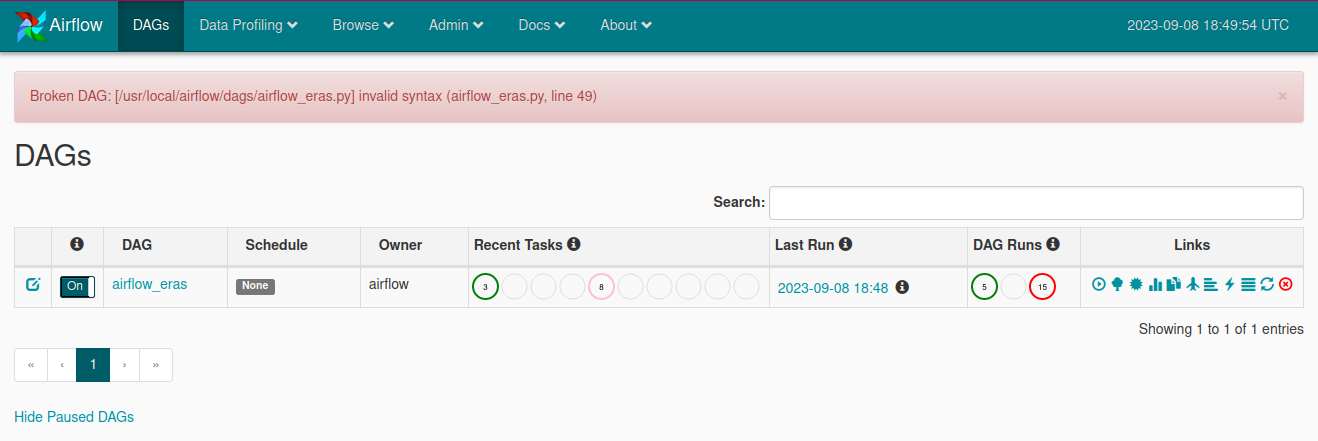 Airflow DAGs Data Profiling Browse Admin Docs About 2023-09-08 18:49:54 UTC
Broken DAG: [/usr/local/airflow/dags/airflow_eras.py] invalid syntax (airflow_eras.py, line 49) ×
DAGs
Search:
DAG Schedule Owner Recent Tasks Last Run DAG Runs Links
On airflow_eras None airflow 3 8 2023-09-08 18:48 5 15
Showing 1 to 1 of 1 entries
« ‹ 1 › »
Hide Paused DAGs